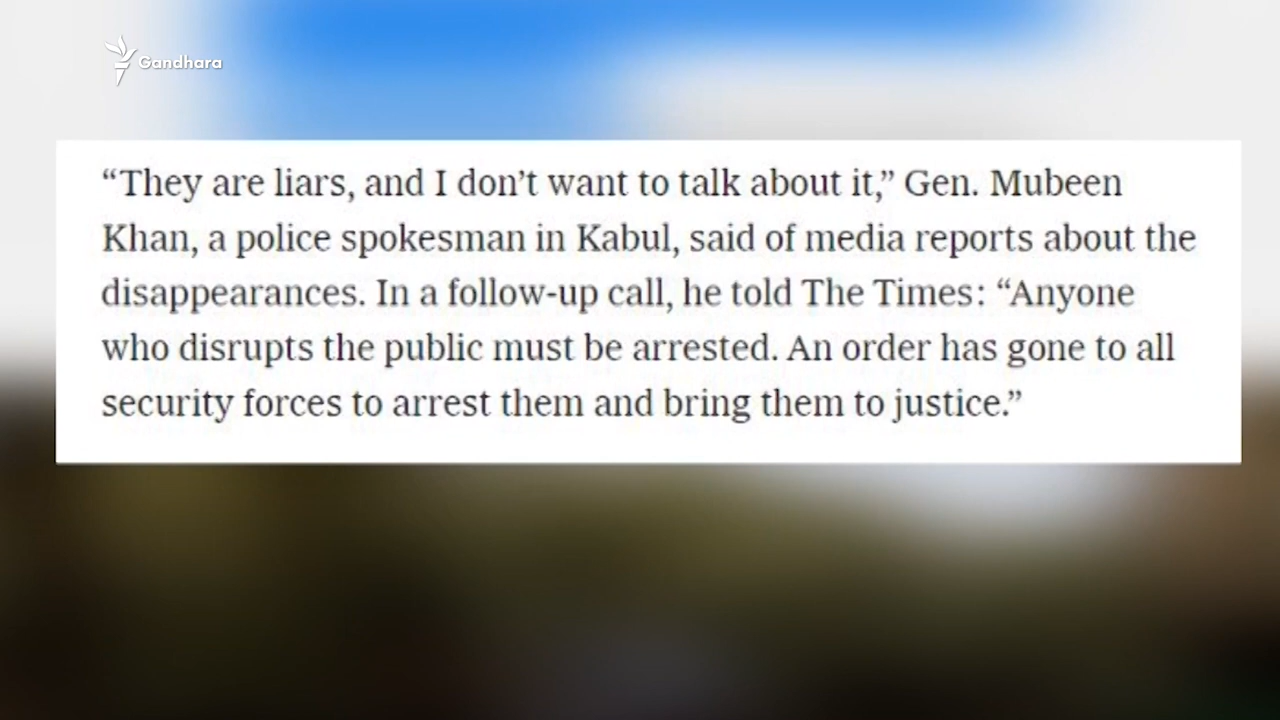 Gandhara
“They are liars, and I don’t want to talk about it,” Gen. Mubeen
Khan, a police spokesman in Kabul, said of media reports about the
disappearances. In a follow-up call, he told The Times: “Anyone
who disrupts the public must be arrested. An order has gone to all
security forces to arrest them and bring them to justice.”